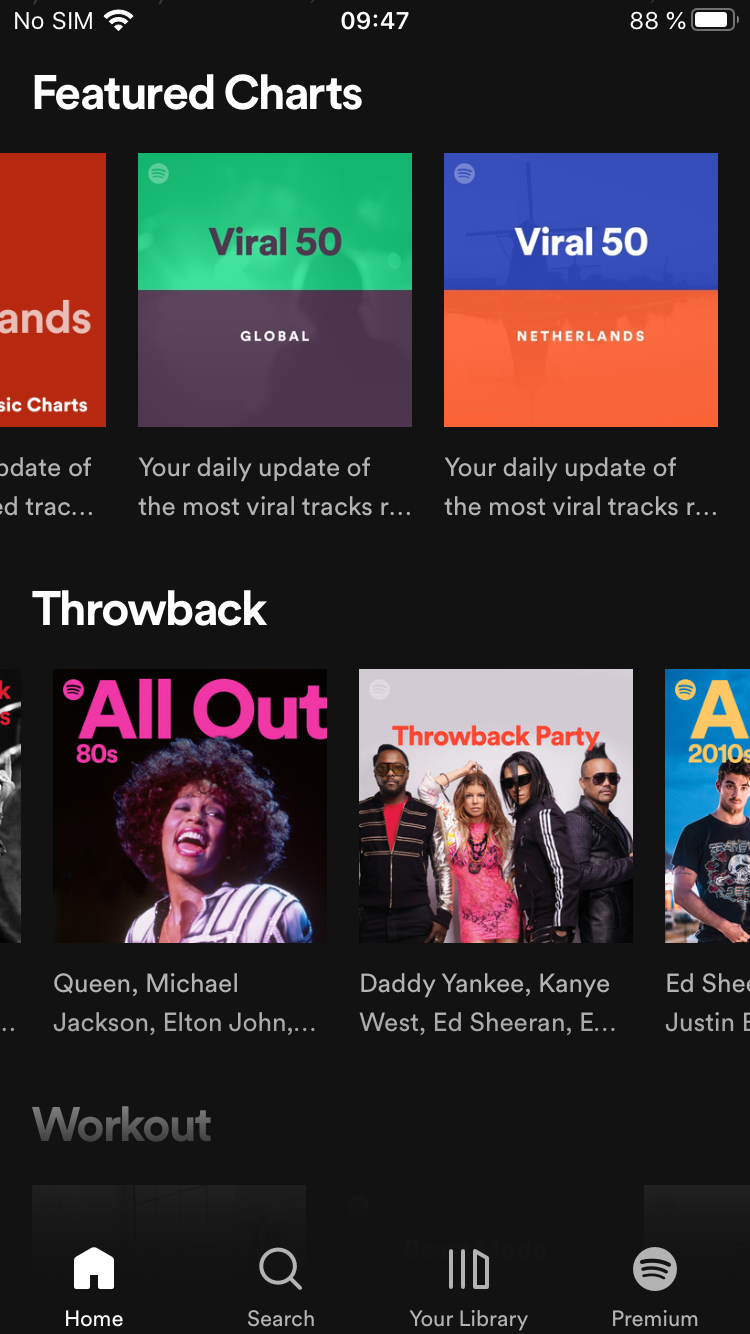 No SIM 09:47 88 %
Featured Charts
ands
sic Charts
Viral 50
GLOBAL
Viral 50
NETHERLANDS
pdate of
ed trac...
Your daily update of
the most viral tracks r...
Your daily update of
the most viral tracks r...
Throwback
k
s
All Out
80s
Throwback Party
A
2010s
Queen, Michael
Jackson, Elton John,...
Daddy Yankee, Kanye
West, Ed Sheeran, E...
Ed Shee
Justin B
Workout
Beast Mode
Home
Search
Your Library
Premium